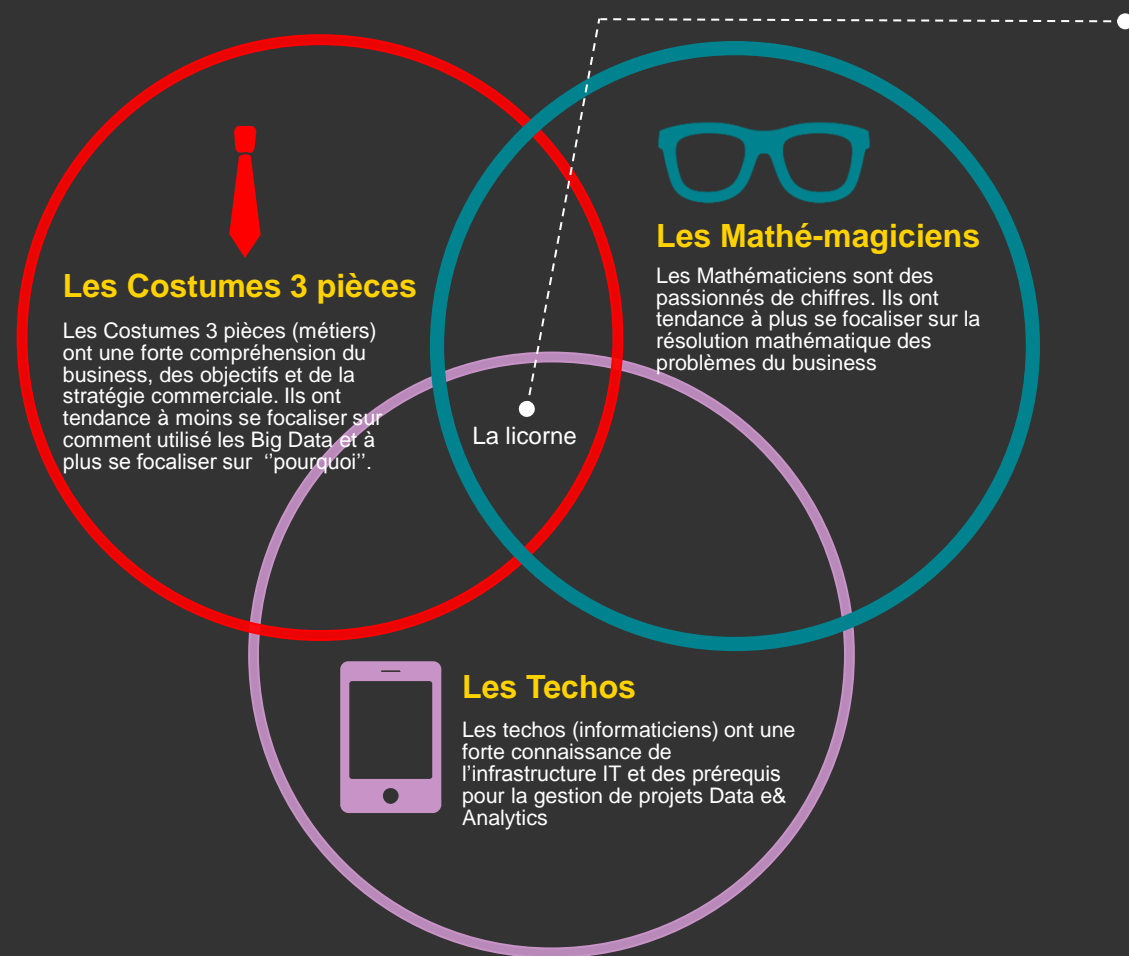 Les Costumes 3 pièces
Les Costumes 3 pièces (métiers)
ont une forte compréhension du
business, des objectifs et de la
stratégie commerciale. Ils ont
tendance à moins se focaliser sur
comment utilisé les Big Data et à
plus se focaliser sur ‘’pourquoi’’.
Les Mathé-magiciens
Les Mathématiciens sont des
passionnés de chiffres. Ils ont
tendance à plus se focaliser sur la
résolution mathématique des
problèmes du business
La licorne
Les Techos
Les techos (informaticiens) ont une
forte connaissance de
l’infrastructure IT et des prérequis
pour la gestion de projets Data e&
Analytics